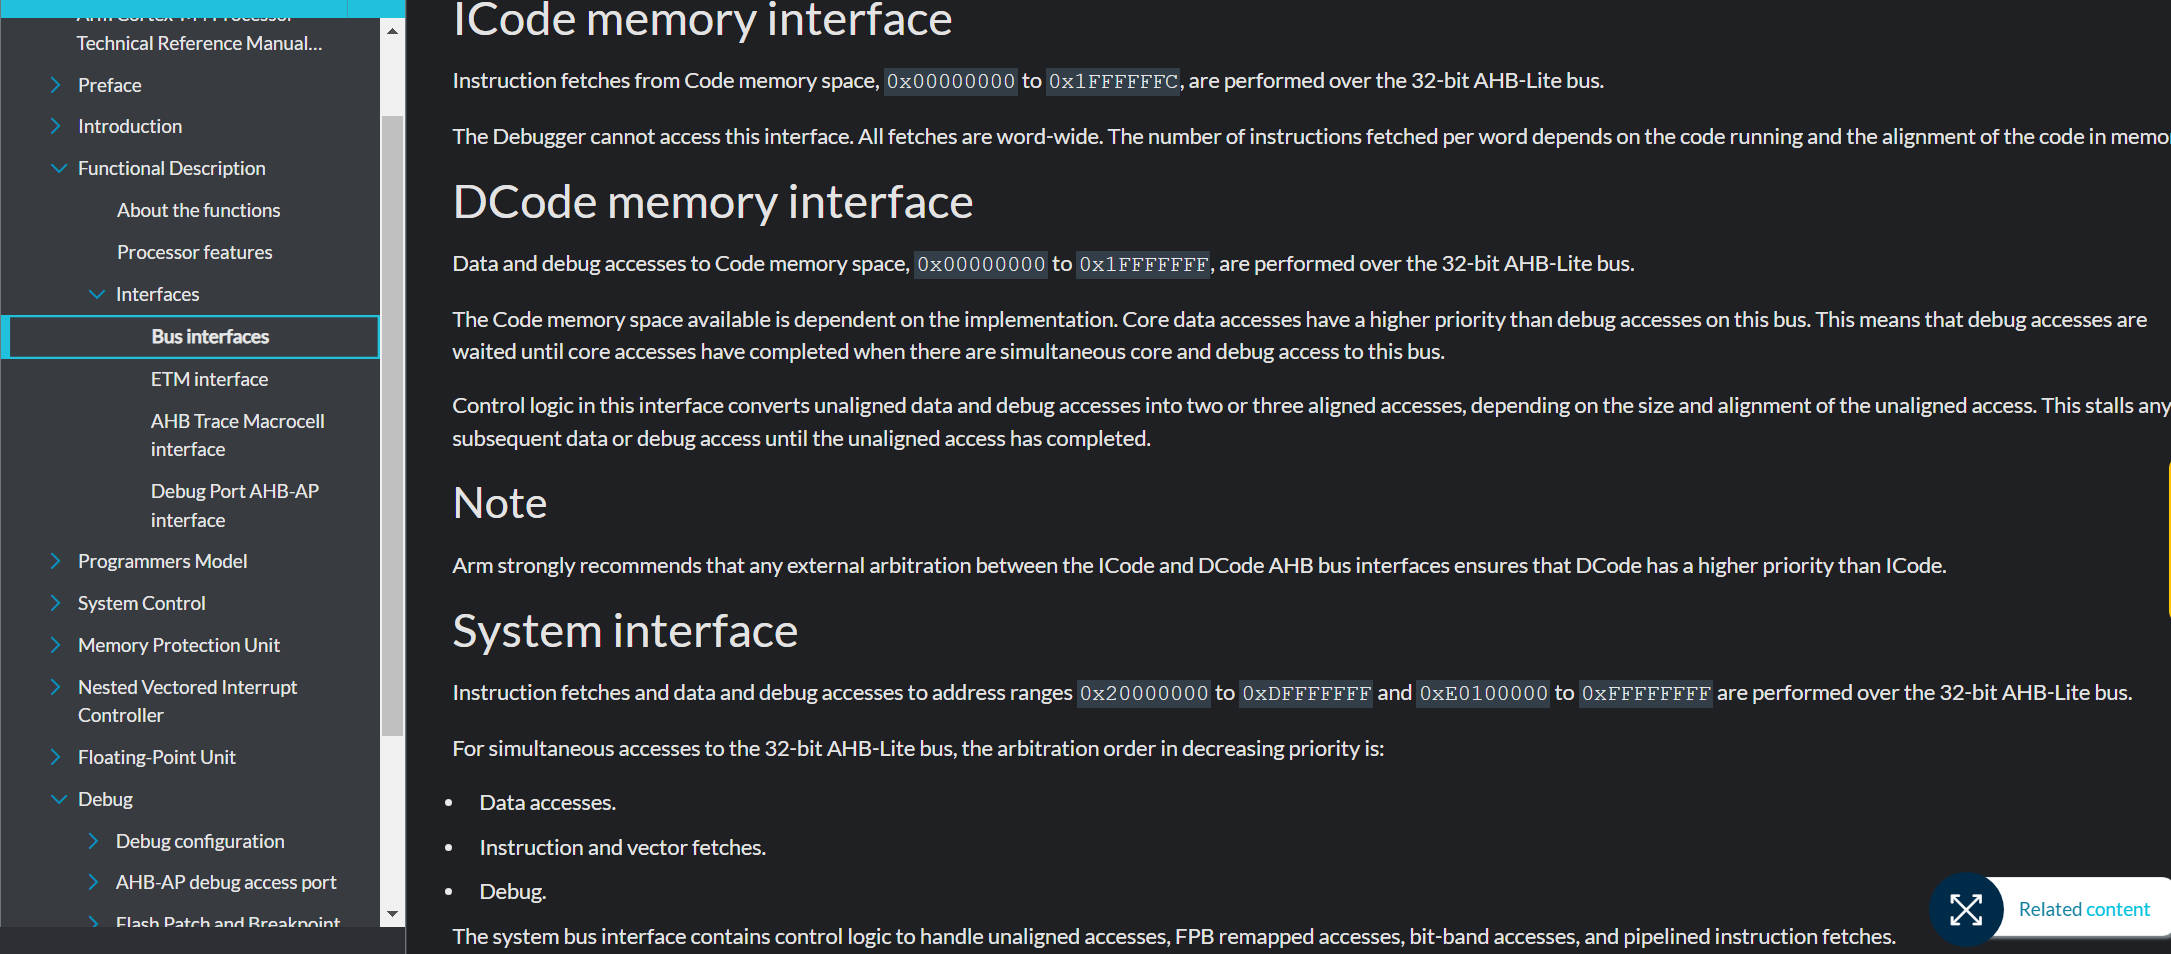 Arm Cortex-M4 Processor
Technical Reference Manual...
Preface
Introduction
Functional Description
About the functions
Processor features
Interfaces
Bus interfaces
ETM interface
AHB Trace Macrocell
interface
Debug Port AHB-AP
interface
Programmers Model
System Control
Memory Protection Unit
Nested Vectored Interrupt
Controller
Floating-Point Unit
Debug
Debug configuration
AHB-AP debug access port
Flash Patch and Breakpoint
ICode memory interface
Instruction fetches from Code memory space, 0x00000000 to 0x1FFFFFFC, are performed over the 32-bit AHB-Lite bus.
The Debugger cannot access this interface. All fetches are word-wide. The number of instructions fetched per word depends on the code running and the alignment of the code in memo
DCode memory interface
Data and debug accesses to Code memory space, 0x00000000 to 0x1FFFFFFF, are performed over the 32-bit AHB-Lite bus.
The Code memory space available is dependent on the implementation. Core data accesses have a higher priority than debug accesses on this bus. This means that debug accesses are
waited until core accesses have completed when there are simultaneous core and debug access to this bus.
Control logic in this interface converts unaligned data and debug accesses into two or three aligned accesses, depending on the size and alignment of the unaligned access. This stalls any
subsequent data or debug access until the unaligned access has completed.
Note
Arm strongly recommends that any external arbitration between the ICode and DCode AHB bus interfaces ensures that DCode has a higher priority than ICode.
System interface
Instruction fetches and data and debug accesses to address ranges 0x20000000 to 0xDFFFFFFF and 0xE0100000 to 0xFFFFFFFF are performed over the 32-bit AHB-Lite bus.
For simultaneous accesses to the 32-bit AHB-Lite bus, the arbitration order in decreasing priority is:
• Data accesses.
• Instruction and vector fetches.
• Debug.
The system bus interface contains control logic to handle unaligned accesses, FPB remapped accesses, bit-band accesses, and pipelined instruction fetches.
Related content